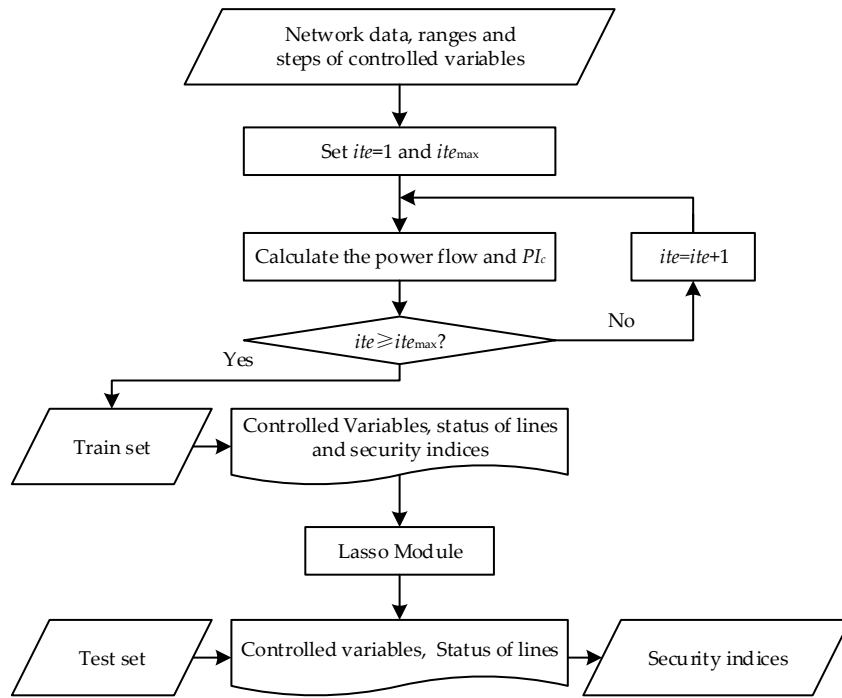 Network data, ranges and
steps of controlled variables
Set ite=1 and itemax
Calculate the power flow and PIc
ite=ite+1
ite≥itemax?
No
Yes
Train set
Controlled Variables, status of lines
and security indices
Lasso Module
Test set
Controlled variables, Status of lines
Security indices